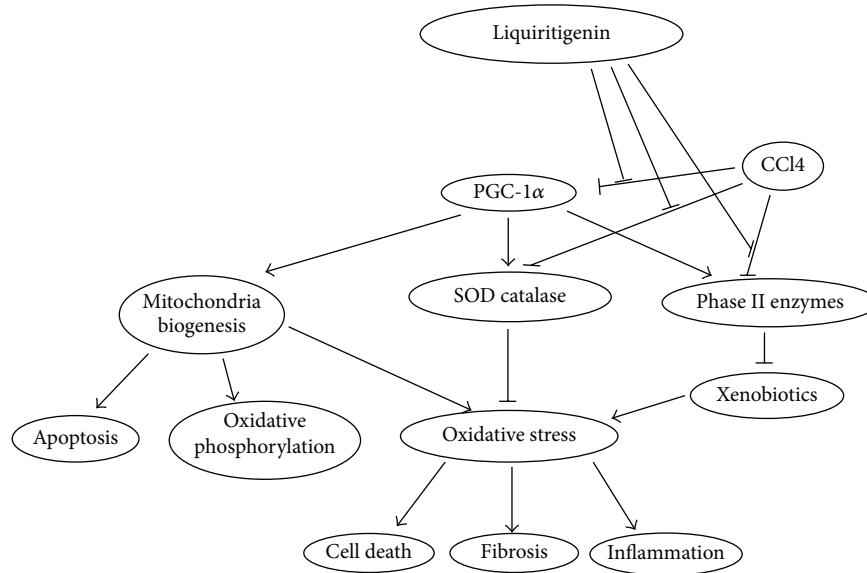 Liquiritigenin
CCl4
PGC-1α
Mitochondria
biogenesis
SOD catalase
Phase II enzymes
Xenobiotics
Apoptosis
Oxidative
phosphorylation
Oxidative stress
Cell death
Fibrosis
Inflammation